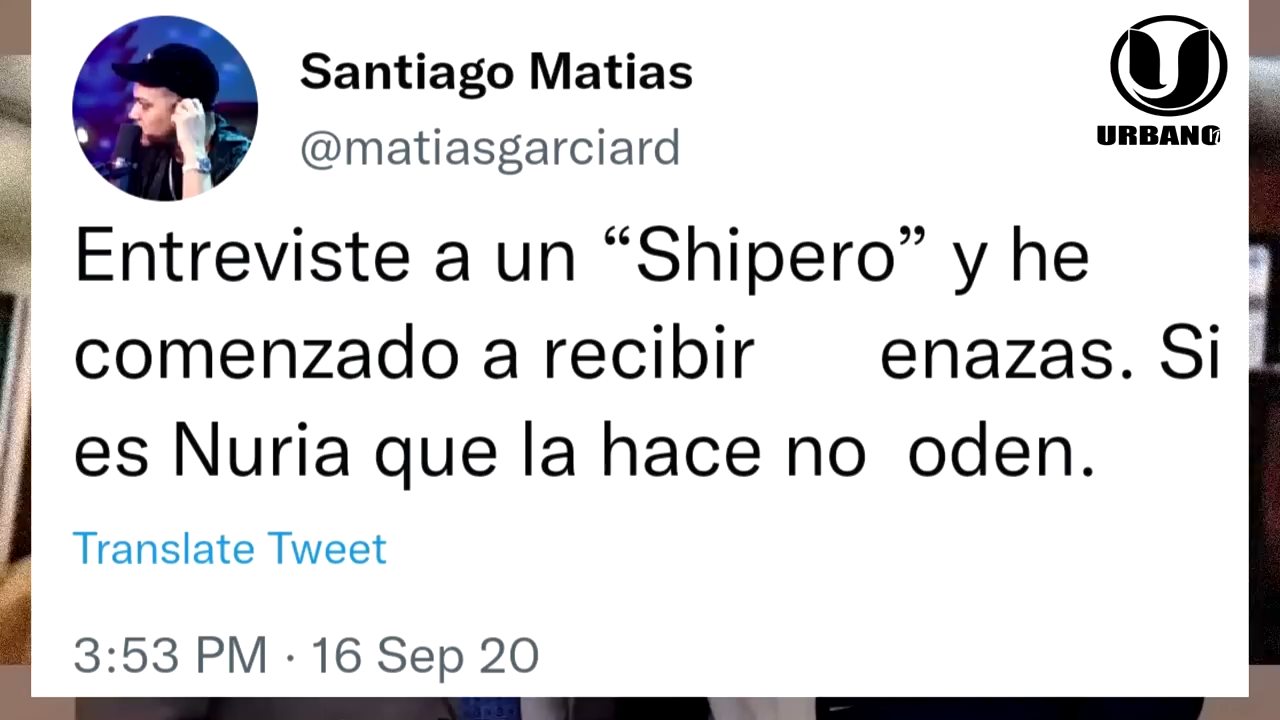 Santiago Matias
URBANO
@matiasgarciard
Entreviste a un “Shipero” y he
comenzado a recibir enazas. Si
es Nuria que la hace no oden.
Translate Tweet
3:53 PM · 16 Sep 20